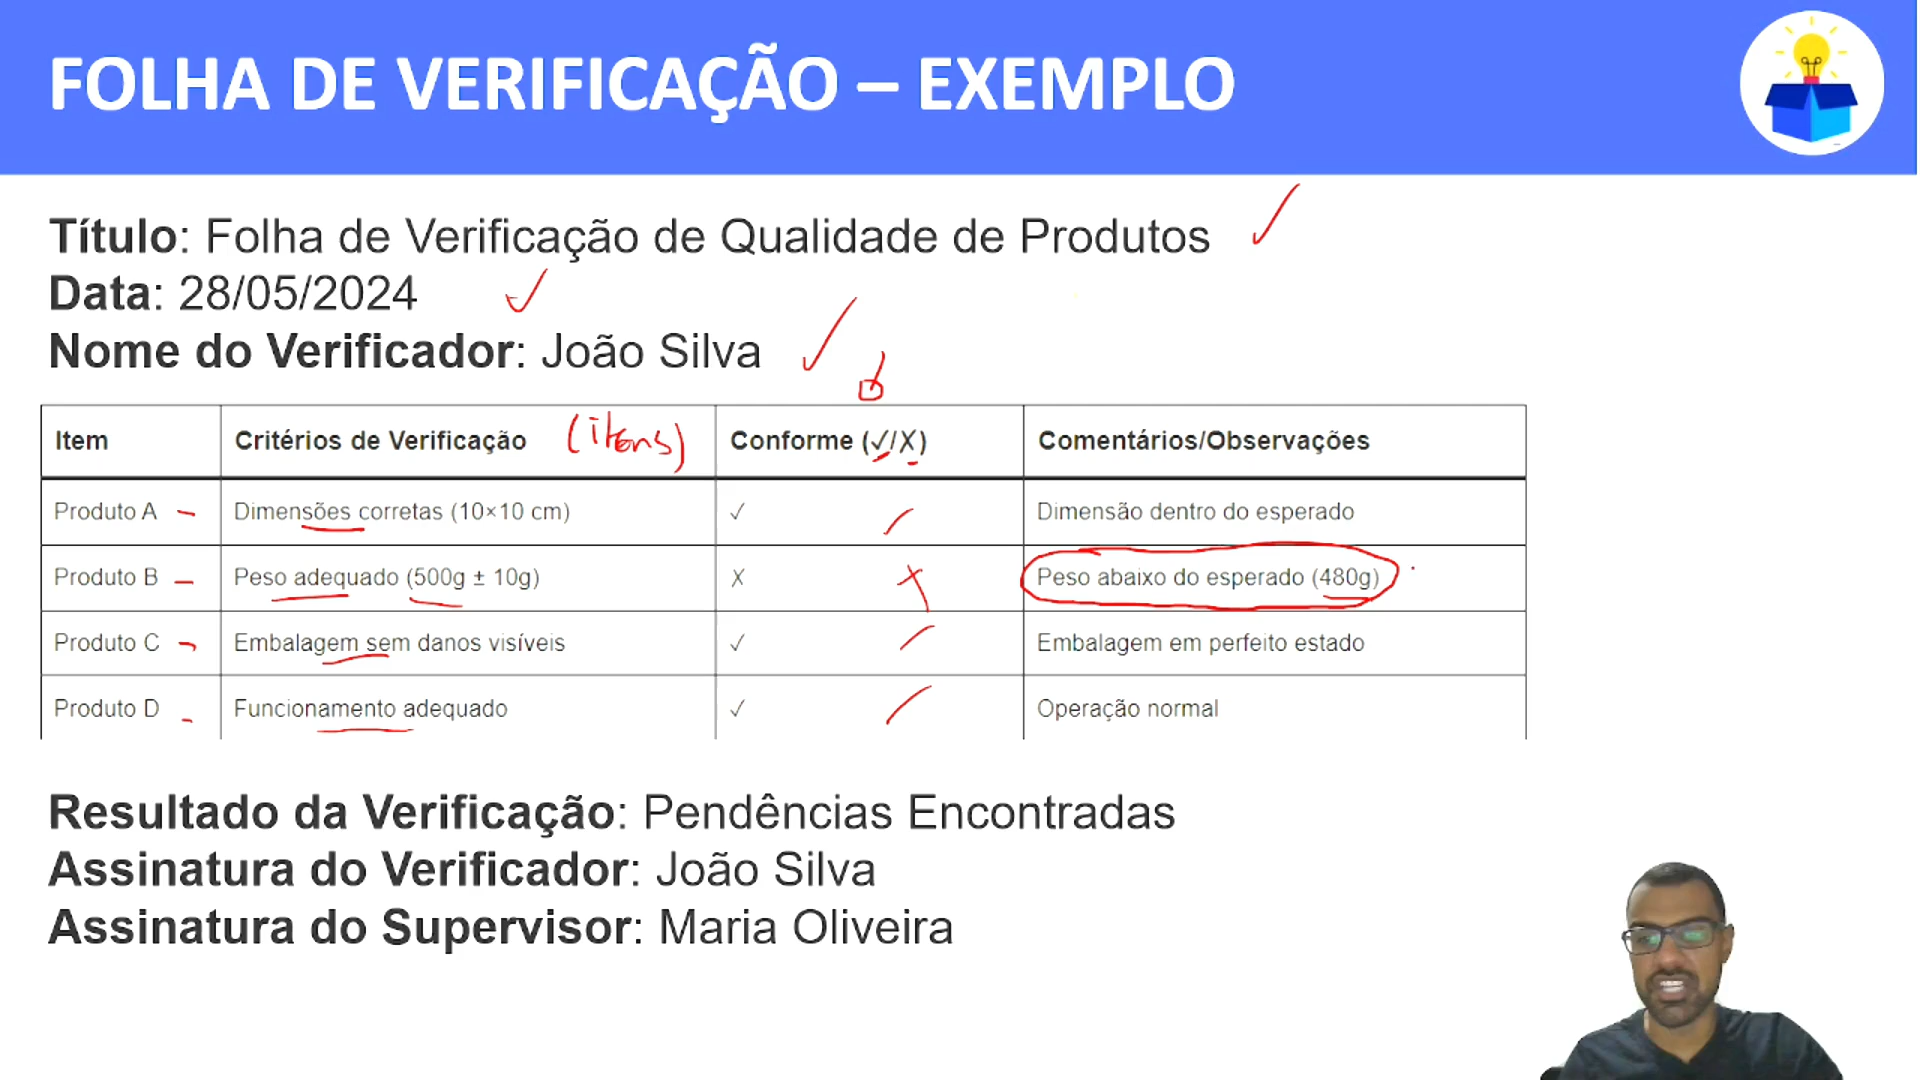 FOLHA DE VERIFICAÇÃO – EXEMPLO
Título: Folha de Verificação de Qualidade de Produtos
Data: 28/05/2024
Nome do Verificador: João Silva
Item Critérios de Verificação (itens) Conforme (✓/X) Comentários/Observações
Produto A Dimensões corretas (10×10 cm) ✓ Dimensão dentro do esperado
Produto B Peso adequado (500g ± 10g) X Peso abaixo do esperado (480g)
Produto C Embalagem sem danos visíveis ✓ Embalagem em perfeito estado
Produto D Funcionamento adequado ✓ Operação normal
Resultado da Verificação: Pendências Encontradas
Assinatura do Verificador: João Silva
Assinatura do Supervisor: Maria Oliveira